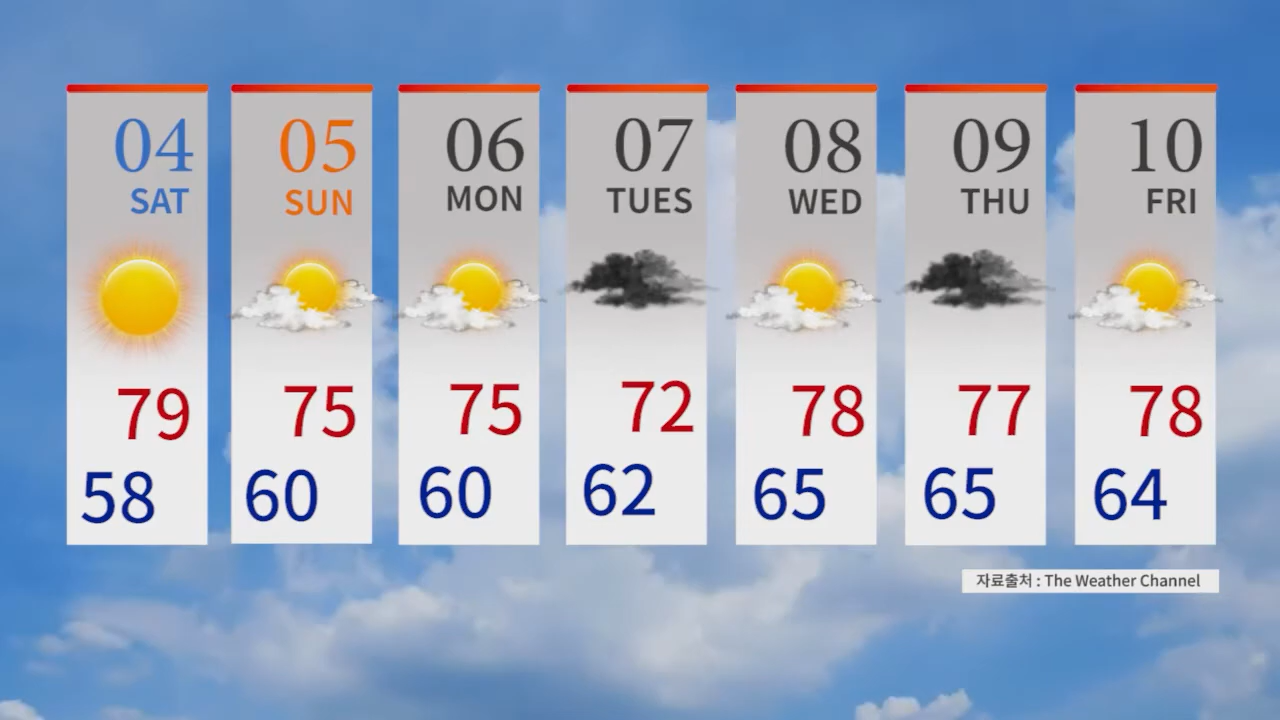 04
SAT
79
58
05
SUN
75
60
06
MON
75
60
07
TUES
72
62
08
WED
78
65
09
THU
77
65
10
FRI
78
64
자료출처 : The Weather Channel